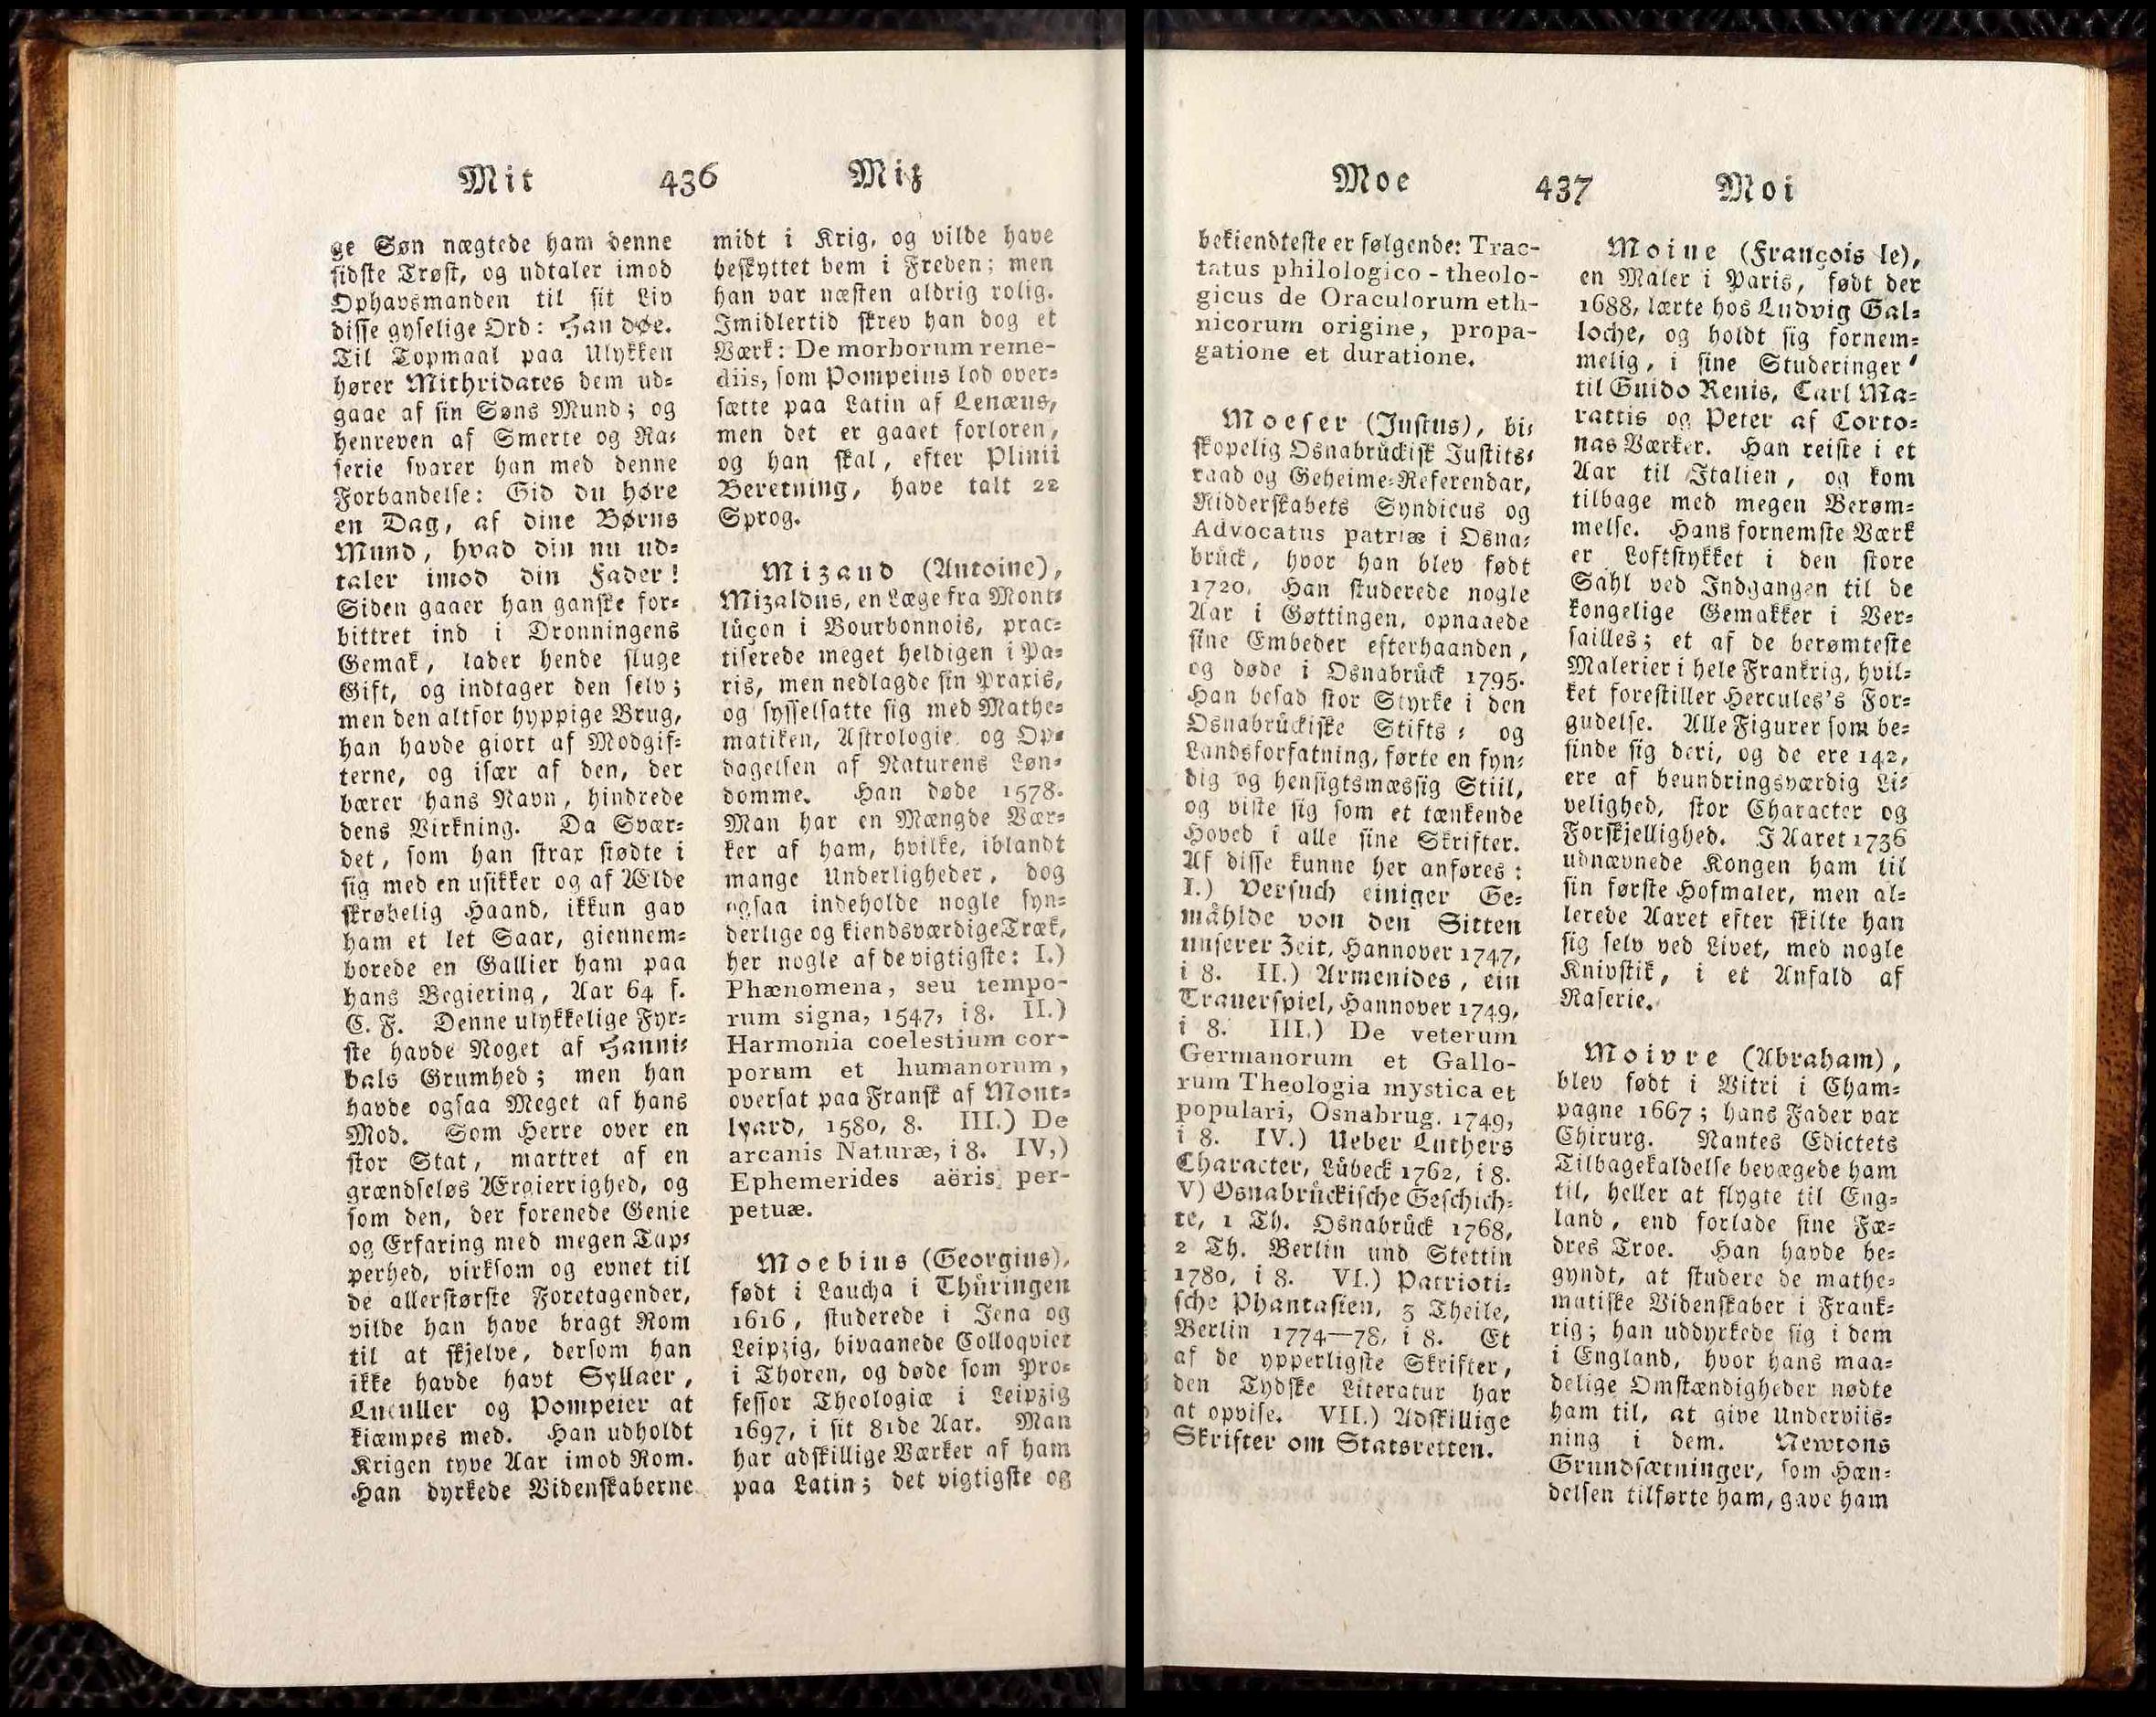 Mit 436 Miz
ge Søn nægtede ham denne
sidste Trøst, og udtaler imod
Ophavsmanden til sit Liv
disse gyselige Ord: Han døe.
Til Topmaal paa Ulykken
hører Mithridates dem ud=
gaae af sin Søns Mund; og
henreven af Smerte og Ra=
serie svarer han med denne
Forbandelse: Gid du høre
en Dag, af dine Børns
Mund, hvad din nu ud=
taler imod din Fader!
Siden gaaer han ganske for=
bittret ind i Dronningens
Gemak, lader hende sluge
Gift, og indtager den selv;
men den altfor hyppige Brug,
han havde giort af Modgif=
terne, og især af den, der
bærer hans Navn, hindrede
dens Virkning. Da Svær=
det, som han strax stødte i
sig med en usikker og af Ælde
skrøbelig Haand, ikkun gav
ham et let Saar, giennem=
borede en Gallier ham paa
hans Begiering, Aar 64 f.
C. F. Denne ulykkelige Fyr=
ste havde Noget af Hanni=
bals Grumhed; men han
havde ogsaa Meget af hans
Mod. Som Herre over en
stor Stat, martret af en
grændseløs Ærgierrighed, og
som den, der forenede Genie
og Erfaring med megen Tap=
perhed, virksom og evnet til
de allerstørste Foretagender,
vilde han have bragt Rom
til at skjelve, dersom han
ikke havde havt Syllaer,
Luculler og Pompeier at
kiæmpes med. Han udholdt
Krigen tyve Aar imod Rom.
Han dyrkede Videnskaberne
midt i Krig, og vilde have
beskyttet dem i Freden; men
han var næsten aldrig rolig.
Imidlertid skrev han dog et
Værk: De morborum reme-
diis, som Pompeius lod over=
sætte paa Latin af Lenæus,
men det er gaaet forloren,
og han skal, efter Plinii
Beretning, have talt 22
Sprog.
Mizaud (Antoine),
Mizaldus, en Læge fra Mont=
lüçon i Bourbonnois, prac=
tiserede meget heldigen i Pa=
ris, men nedlagde sin Praxis,
og sysselsatte sig med Mathe=
matiken, Astrologie og Op=
dagelsen af Naturens Løn=
domme. Han døde 1578.
Man har en Mængde Vær=
ker af ham, hvilke, iblandt
mange Underligheder, dog
ogsaa indeholde nogle syn=
derlige og kiendsværdige Træk,
her nogle af de vigtigste: I.)
Phænomena, seu tempo-
rum signa, 1547, i 8. II.)
Harmonia coelestium cor-
porum et humanorum,
oversat paa Fransk af Mont=
lyard, 1580, 8. III.) De
arcanis Naturæ, i 8. IV,)
Ephemerides aëris per-
petuæ.
Moebius (Georgius),
født i Laucha i Thüringen
1616, studerede i Jena og
Leipzig, bivaanede Colloqvier
i Thoren, og døde som Pro=
fessor Theologiæ i Leipzig
1697, i sit 81de Aar. Man
har adskillige Værker af ham
paa Latin; det vigtigste og
Moe 437 Moi
bekiendteste er følgende: Trac-
tatus philologico-theolo-
gicus de Oraculorum eth-
nicorum origine, propa-
gatione et duratione.
Moeser (Justus), bi=
skopelig Osnabrückisk Justits=
raad og Geheime=Referendar,
Ridderskabets Syndicus og
Advocatus patriæ i Osna=
brück, hvor han blev født
1720. Han studerede nogle
Aar i Gøttingen, opnaaede
sine Embeder efterhaanden,
og døde i Osnabrück 1795.
Han besad stor Styrke i den
Osnabrückiske Stifts= og
Landsforfatning, førte en fyn=
dig og hensigtsmæssig Stiil,
og viste sig som et tænkende
Hoved i alle sine Skrifter.
Af disse kunne her anføres:
I.) Versuch einiger Ge=
mählde von den Sitten
unserer Zeit, Hannover 1747,
i 8. II.) Armenides, ein
Trauerspiel, Hannover 1749,
i 8. III.) De veterum
Germanorum et Gallo-
rum Theologia mystica et
populari, Osnabrug. 1749,
i 8. IV.) Ueber Luthers
Character, Lübeck 1762, i 8.
V) Osnabrückische Geschich=
te, 1 Th. Osnabrück 1768,
2 Th. Berlin und Stettin
1780, i 8. VI.) Patrioti=
sche Phantasien, 3 Theile,
Berlin 1774—78, i 8. Et
af de ypperligste Skrifter,
den Tydske Literatur har
at opvise. VII.) Adskillige
Skrifter om Statsretten.
Moine (François le),
en Maler i Paris, født der
1688, lærte hos Ludvig Gal=
loche, og holdt sig fornem=
melig, i sine Studeringer
til Guido Renis, Carl Ma=
rattis og Peter af Corto=
nas Værker. Han reiste i et
Aar til Italien, og kom
tilbage med megen Berøm=
melse. Hans fornemste Værk
er Loftstykket i den store
Sahl ved Indgangen til de
kongelige Gemakker i Ver=
sailles; et af de berømteste
Malerier i hele Frankrig, hvil=
ket forestiller Hercules's For=
gudelse. Alle Figurer som be=
finde sig deri, og de ere 142,
ere af beundringsværdig Li=
velighed, stor Character og
Forskjellighed. I Aaret 1736
udnævnede Kongen ham til
sin første Hofmaler, men al=
lerede Aaret efter skilte han
sig selv ved Livet, med nogle
Knivstik, i et Anfald af
Raserie.
Moivre (Abraham),
blev født i Vitri i Cham=
pagne 1667; hans Fader var
Chirurg. Nantes Edictets
Tilbagekaldelse bevægede ham
til, heller at flygte til Eng=
land, end forlade sine Fæ=
dres Troe. Han havde be=
gyndt, at studere de mathe=
matiske Videnskaber i Frank=
rig; han uddyrkede sig i dem
i England, hvor hans maa=
delige Omstændigheder nødte
ham til, at give Underviis=
ning i dem. Newtons
Grundsætninger, som Hæn=
delsen tilførte ham, gave ham